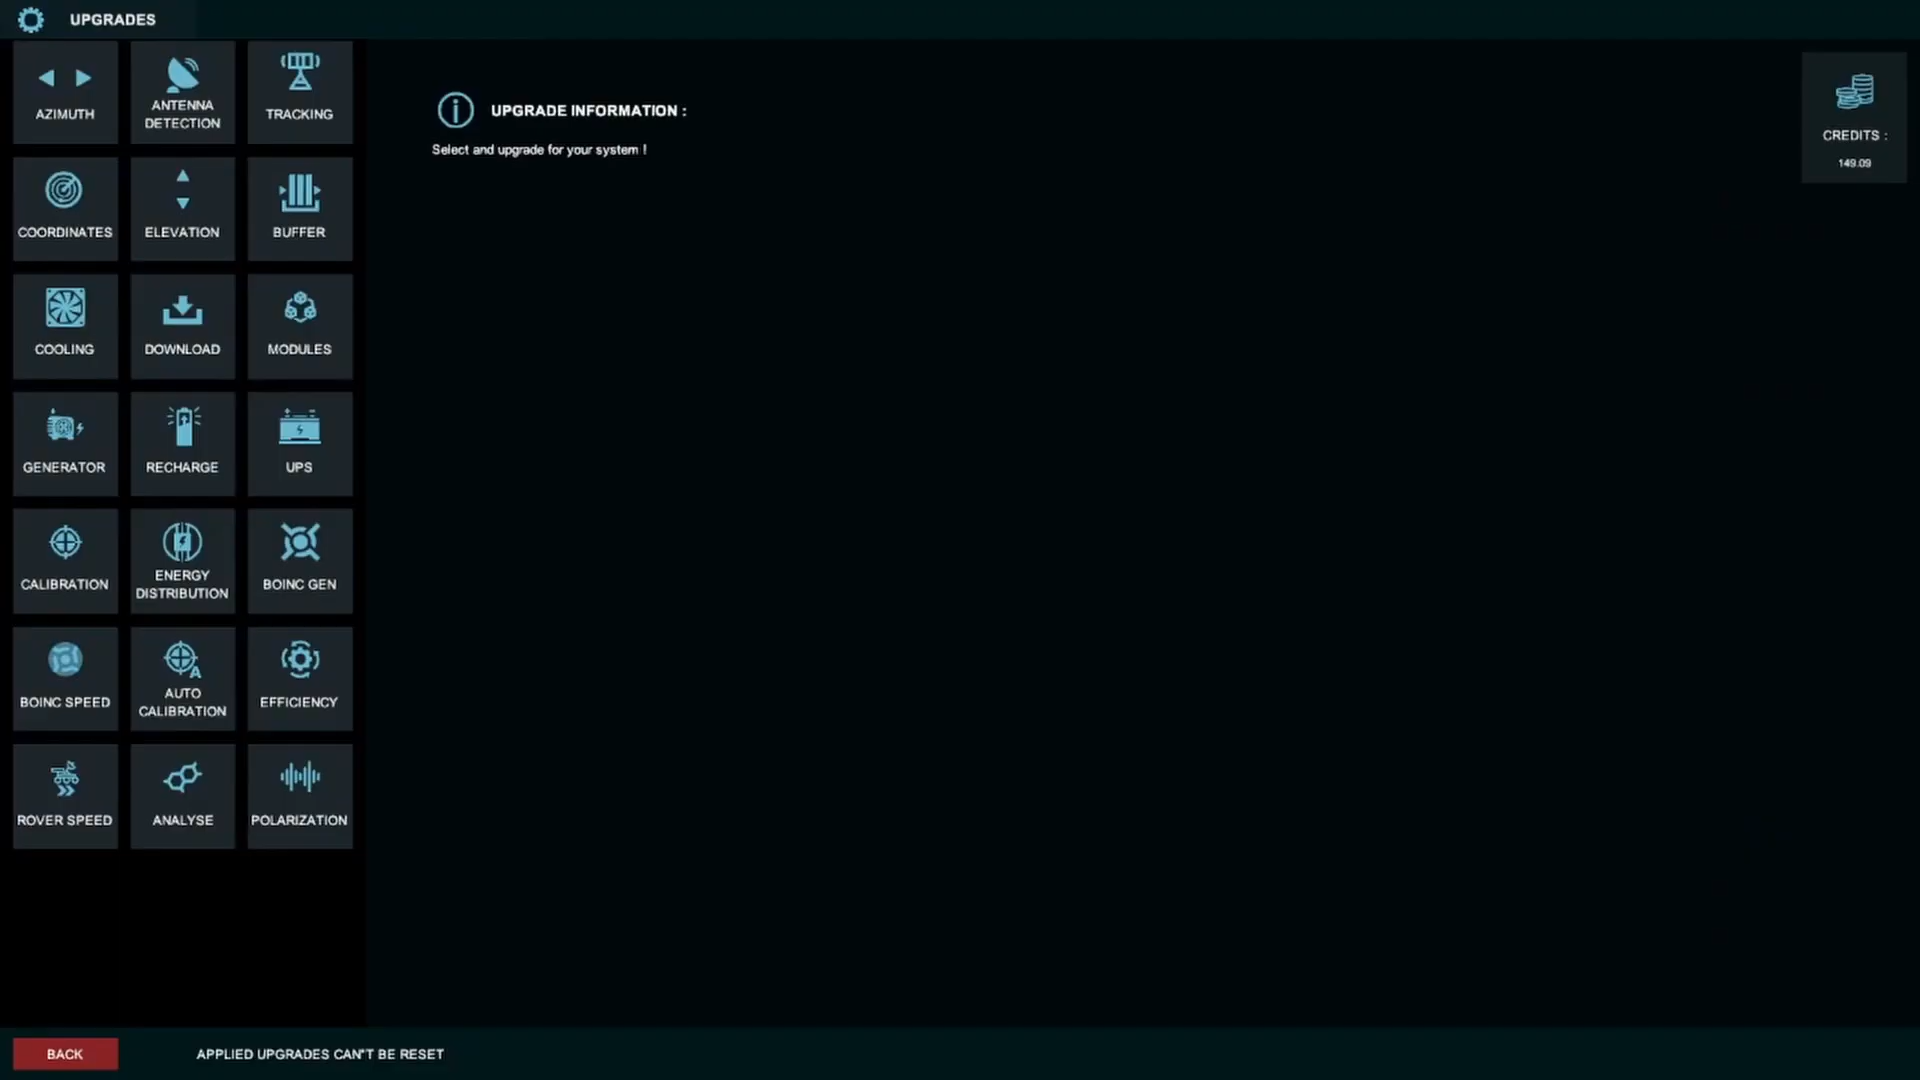 UPGRADES
AZIMUTH
ANTENNA
DETECTION
TRACKING
COORDINATES
ELEVATION
BUFFER
COOLING
DOWNLOAD
MODULES
GENERATOR
RECHARGE
UPS
CALIBRATION
ENERGY
DISTRIBUTION
BOINC GEN
BOINC SPEED
AUTO
CALIBRATION
EFFICIENCY
ROVER SPEED
ANALYSE
POLARIZATION
UPGRADE INFORMATION :
Select and upgrade for your system !
CREDITS :
149.09
BACK
APPLIED UPGRADES CAN'T BE RESET